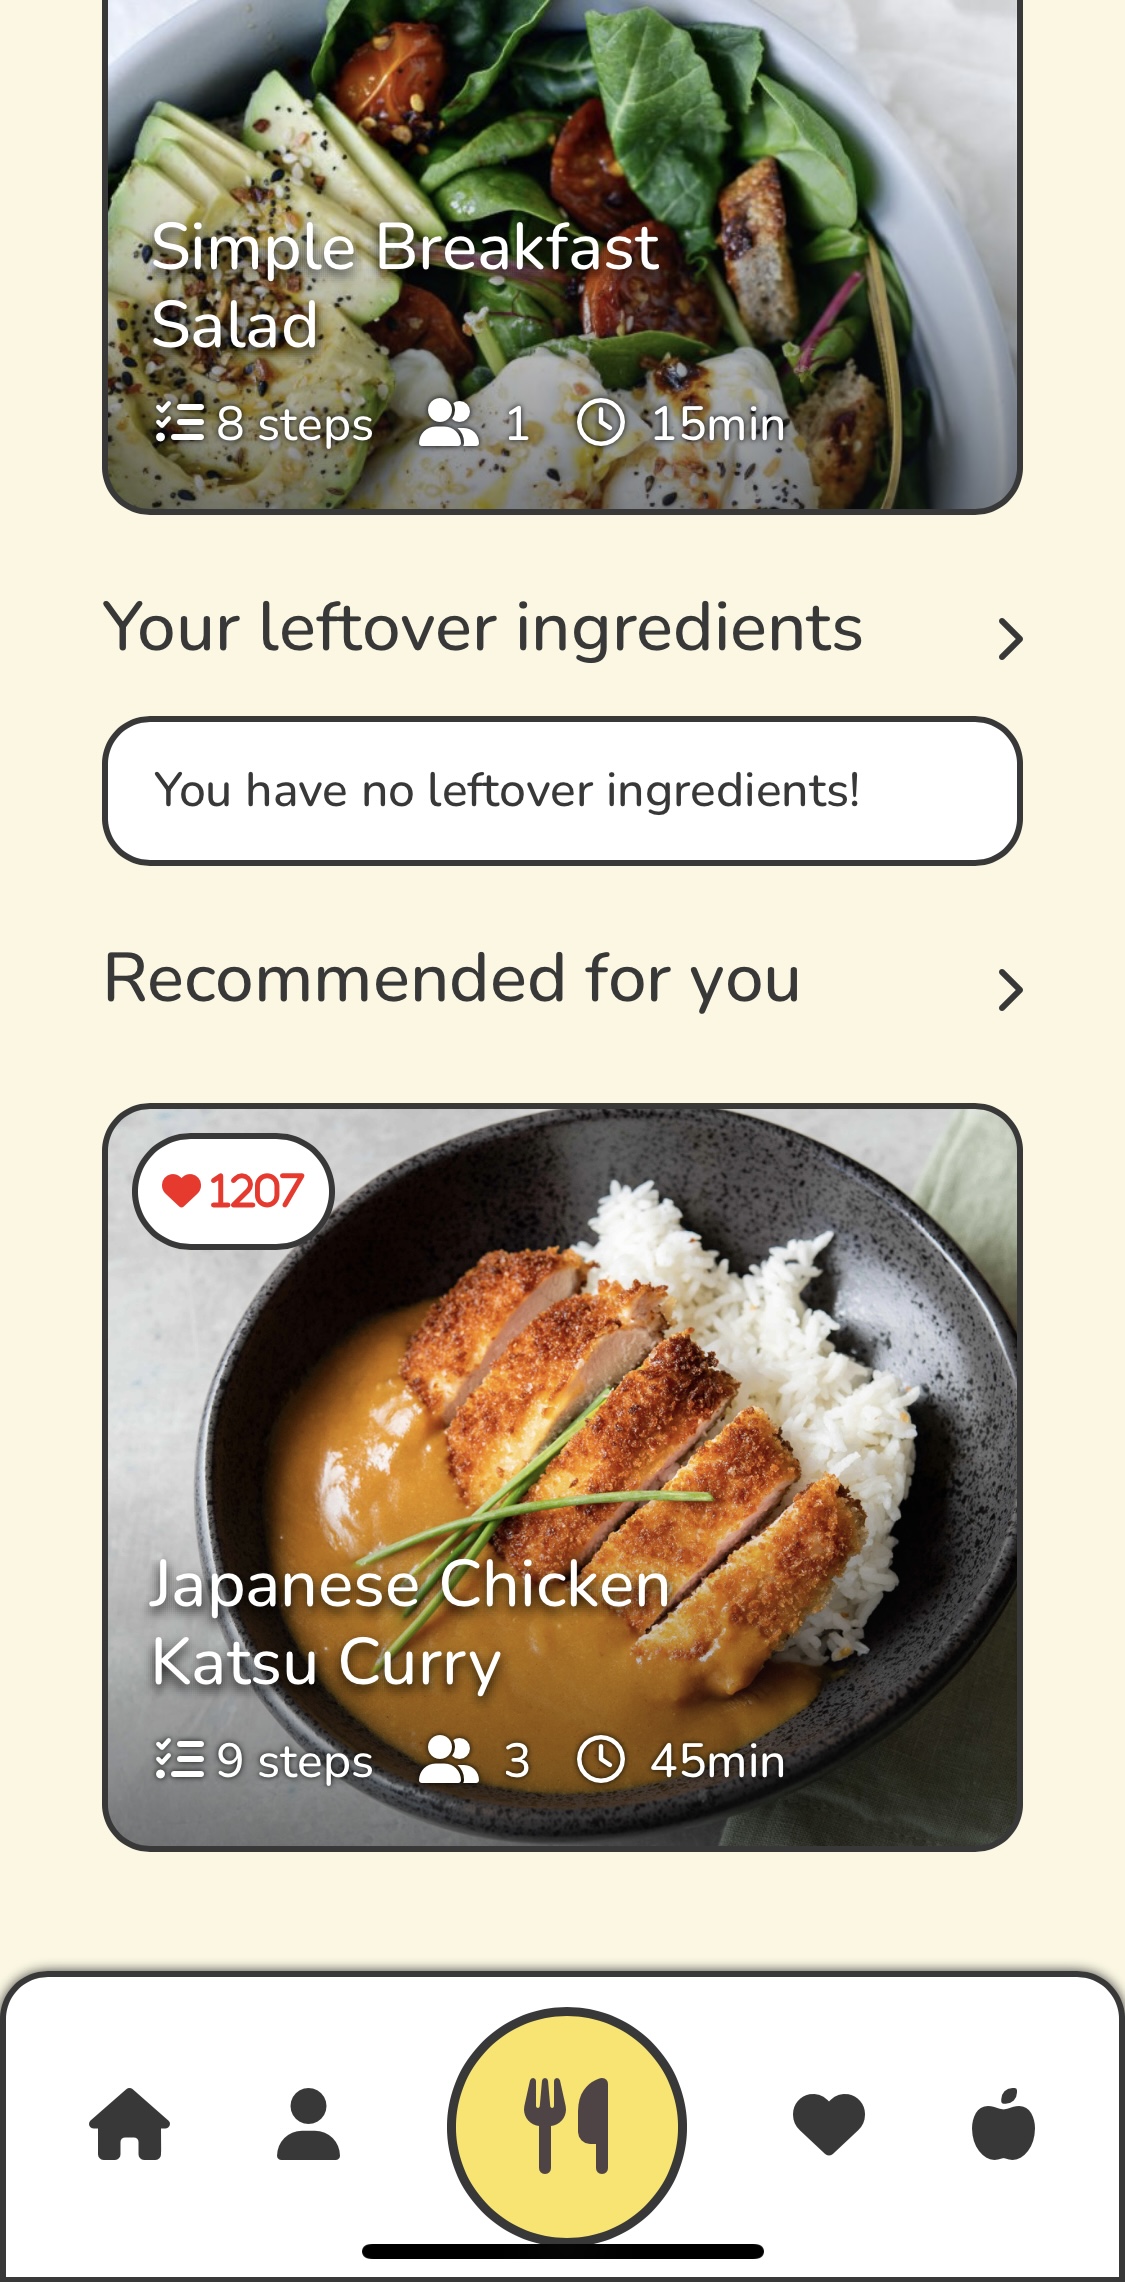 Simple Breakfast
Salad
8 steps 1 15min
Your leftover ingredients
You have no leftover ingredients!
Recommended for you
1207
Japanese Chicken
Katsu Curry
9 steps 3 45min